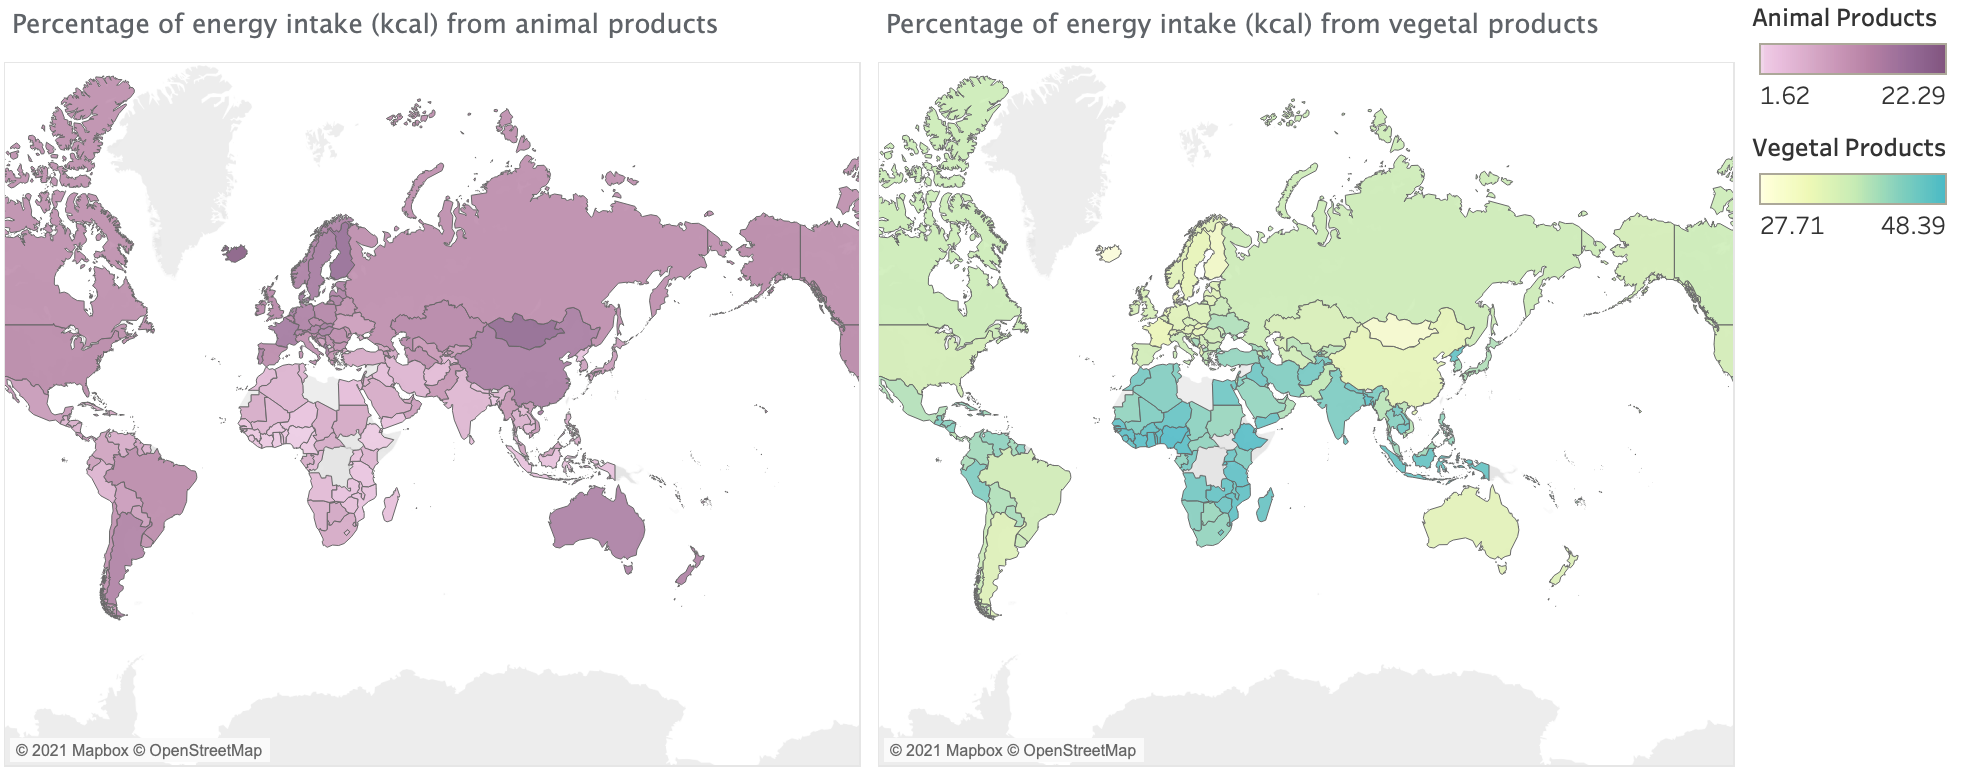 Percentage of energy intake (kcal) from animal products
Percentage of energy intake (kcal) from vegetal products
Animal Products
1.62 22.29
Vegetal Products
27.71 48.39
© 2021 Mapbox © OpenStreetMap
© 2021 Mapbox © OpenStreetMap